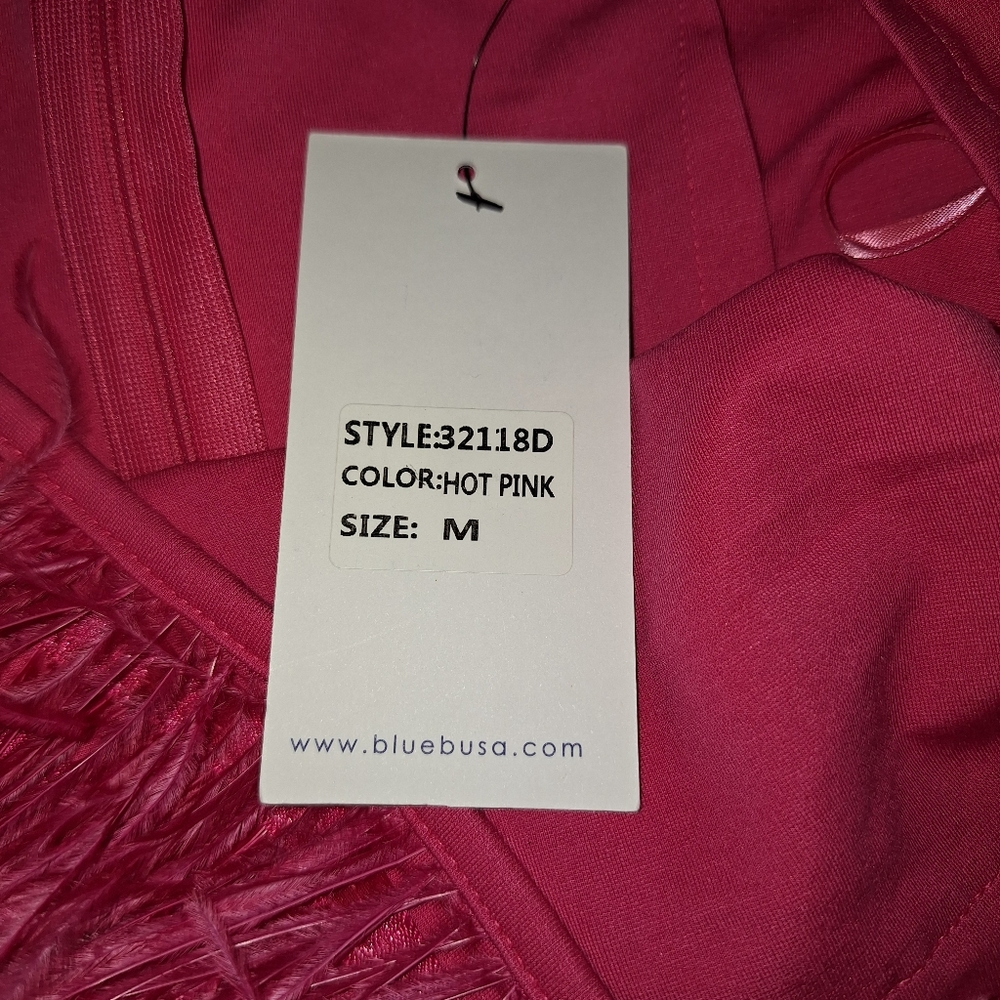 STYLE:32118D
COLOR:HOT PINK
SIZE: M
www.bluebusa.com